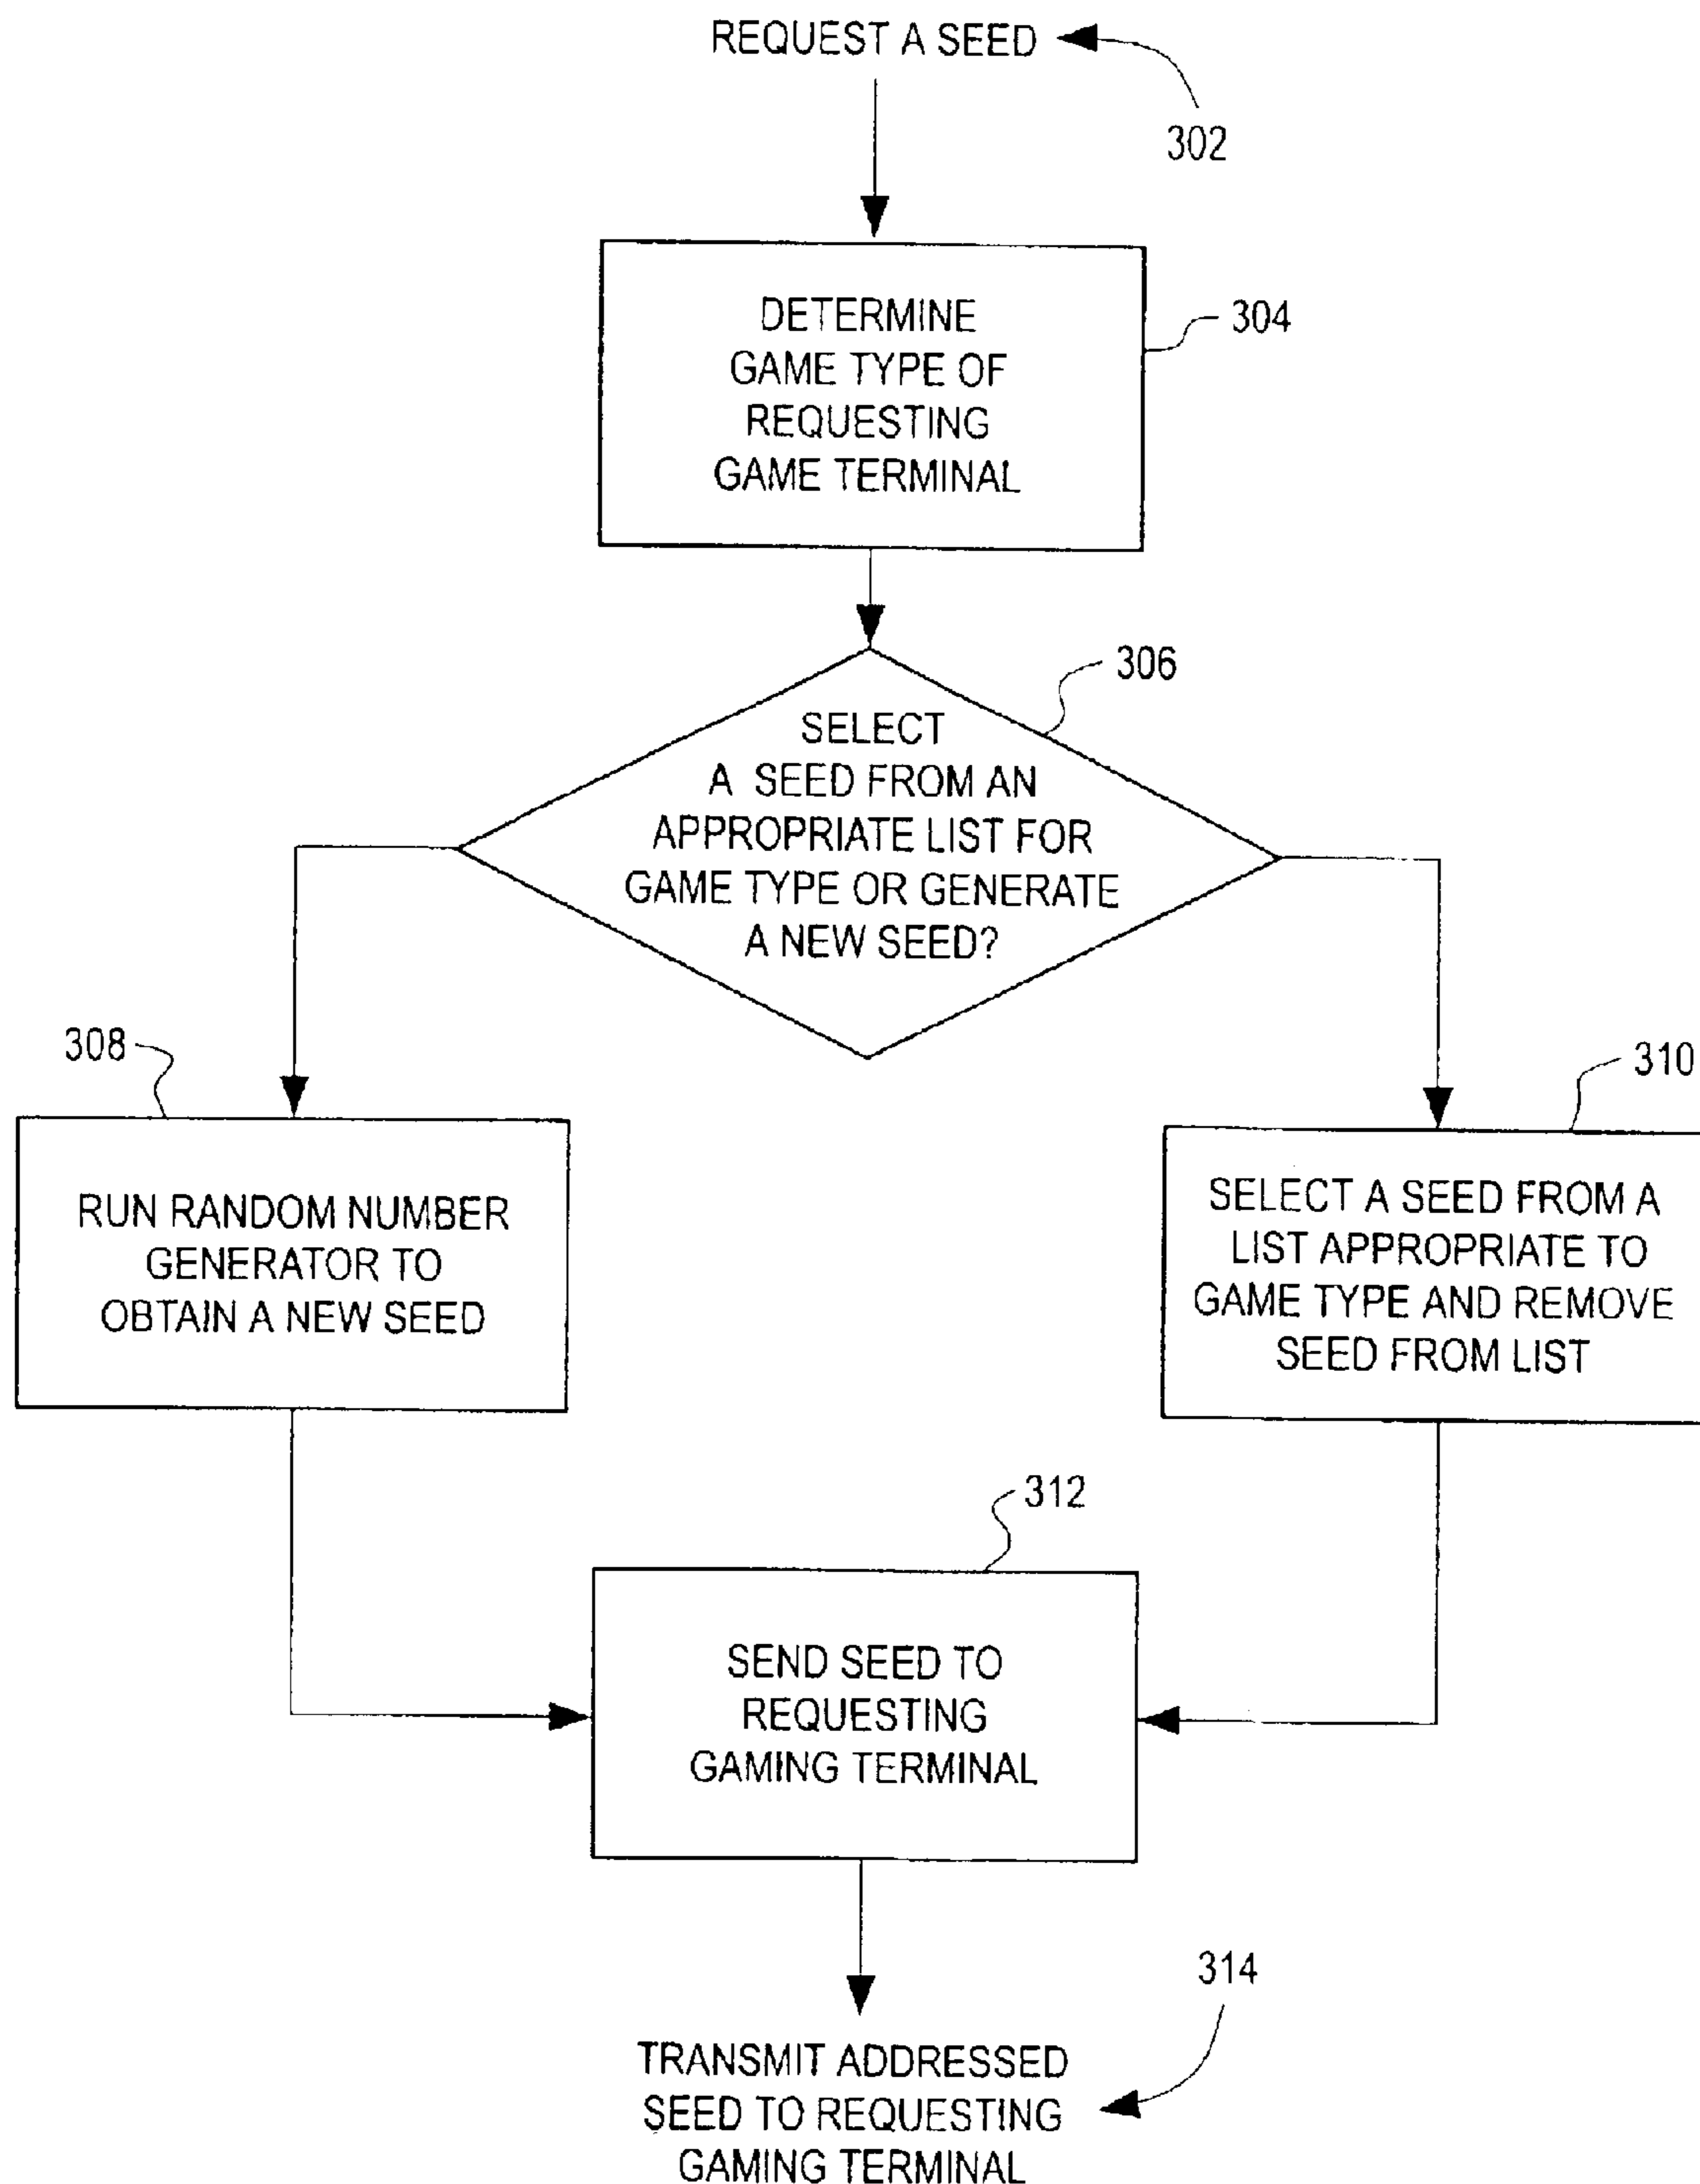 REQUEST A SEED
302
DETERMINE
GAME TYPE OF
REQUESTING
GAME TERMINAL
304
306
SELECT
A SEED FROM AN
APPROPRIATE LIST FOR
GAME TYPE OR GENERATE
A NEW SEED?
308
RUN RANDOM NUMBER
GENERATOR TO
OBTAIN A NEW SEED
310
SELECT A SEED FROM A
LIST APPROPRIATE TO
GAME TYPE AND REMOVE
SEED FROM LIST
312
SEND SEED TO
REQUESTING
GAMING TERMINAL
314
TRANSMIT ADDRESSED
SEED TO REQUESTING
GAMING TERMINAL